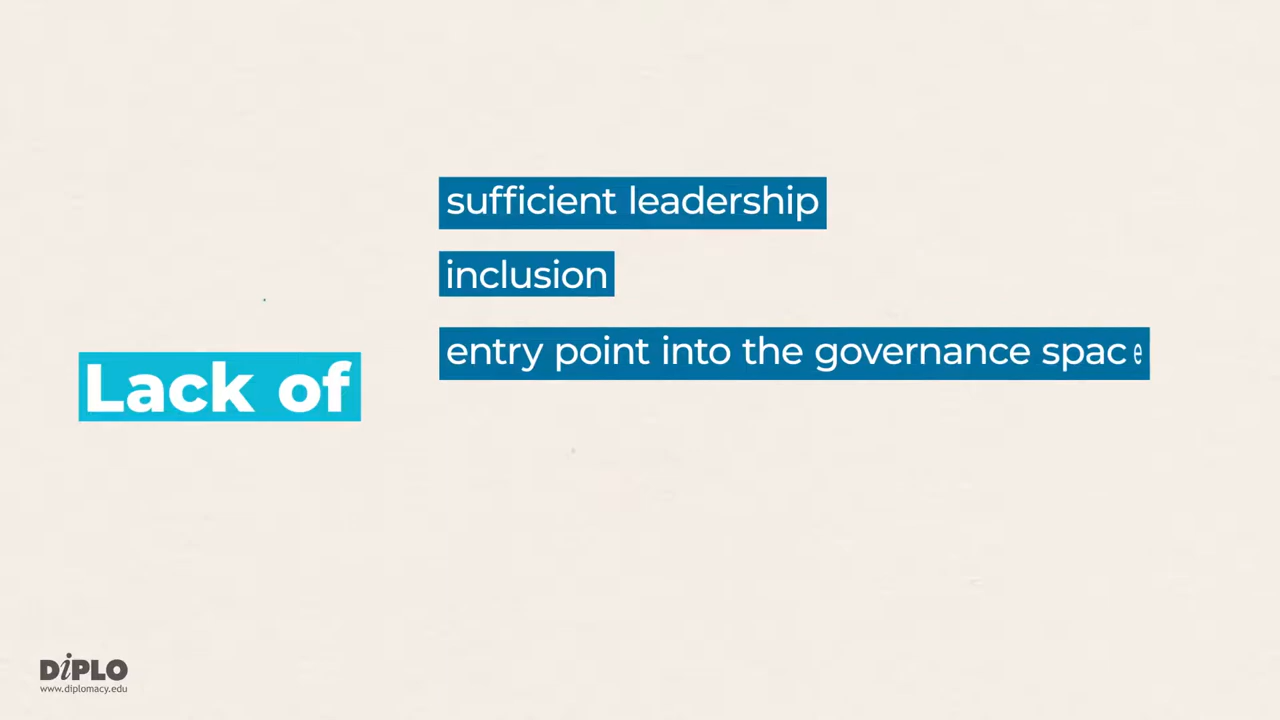 sufficient leadership
inclusion
entry point into the governance space
Lack of
DiPLO
www.diplomacy.edu